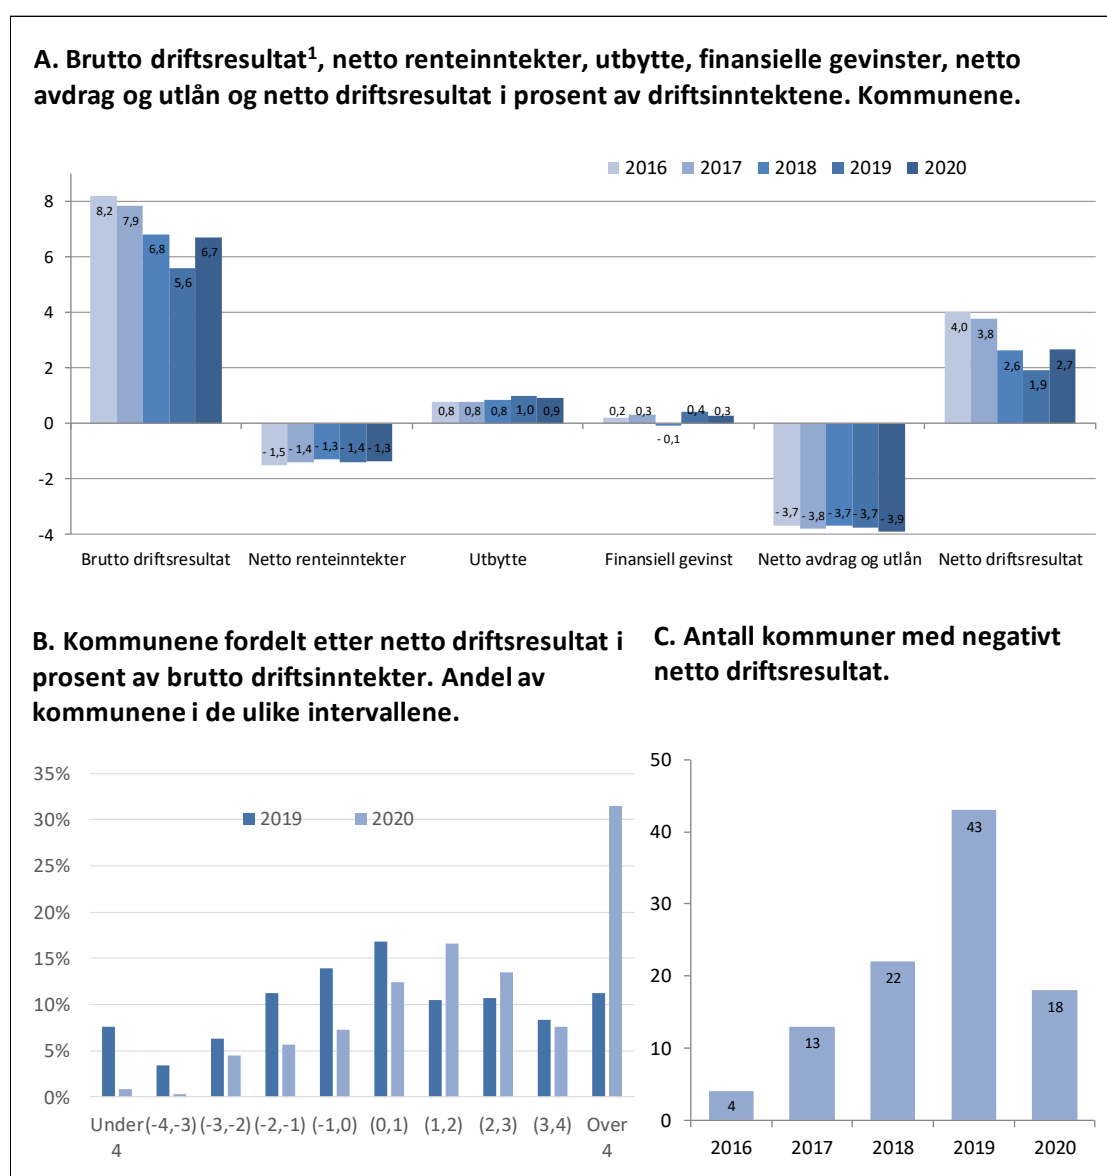 A. Brutto driftsresultat¹, netto renteinntekter, utbytte, finansielle gevinster, netto
avdrag og utlån og netto driftsresultat i prosent av driftsinntektene. Kommunene.
2016 2017 2018 2019 2020
8
6
4
2
0
-2
-4
8,2 7,9 6,8 5,6 6,7
- 1,5 - 1,4 - 1,3 - 1,4 - 1,3
0,8 0,8 0,8 1,0 0,9
0,2 0,3 - 0,1 0,4 0,3
- 3,7 - 3,8 - 3,7 - 3,7 - 3,9
4,0 3,8 2,6 1,9 2,7
Brutto driftsresultat Netto renteinntekter Utbytte Finansiell gevinst Netto avdrag og utlån Netto driftsresultat
B. Kommunene fordelt etter netto driftsresultat i
prosent av brutto driftsinntekter. Andel av
kommunene i de ulike intervallene.
35%
30%
25%
20%
15%
10%
5%
0%
2019 2020
Under (-4,-3) (-3,-2) (-2,-1) (-1,0) (0,1) (1,2) (2,3) (3,4) Over
4 4
C. Antall kommuner med negativt
netto driftsresultat.
50
40
30
20
10
0
4 13 22 43 18
2016 2017 2018 2019 2020